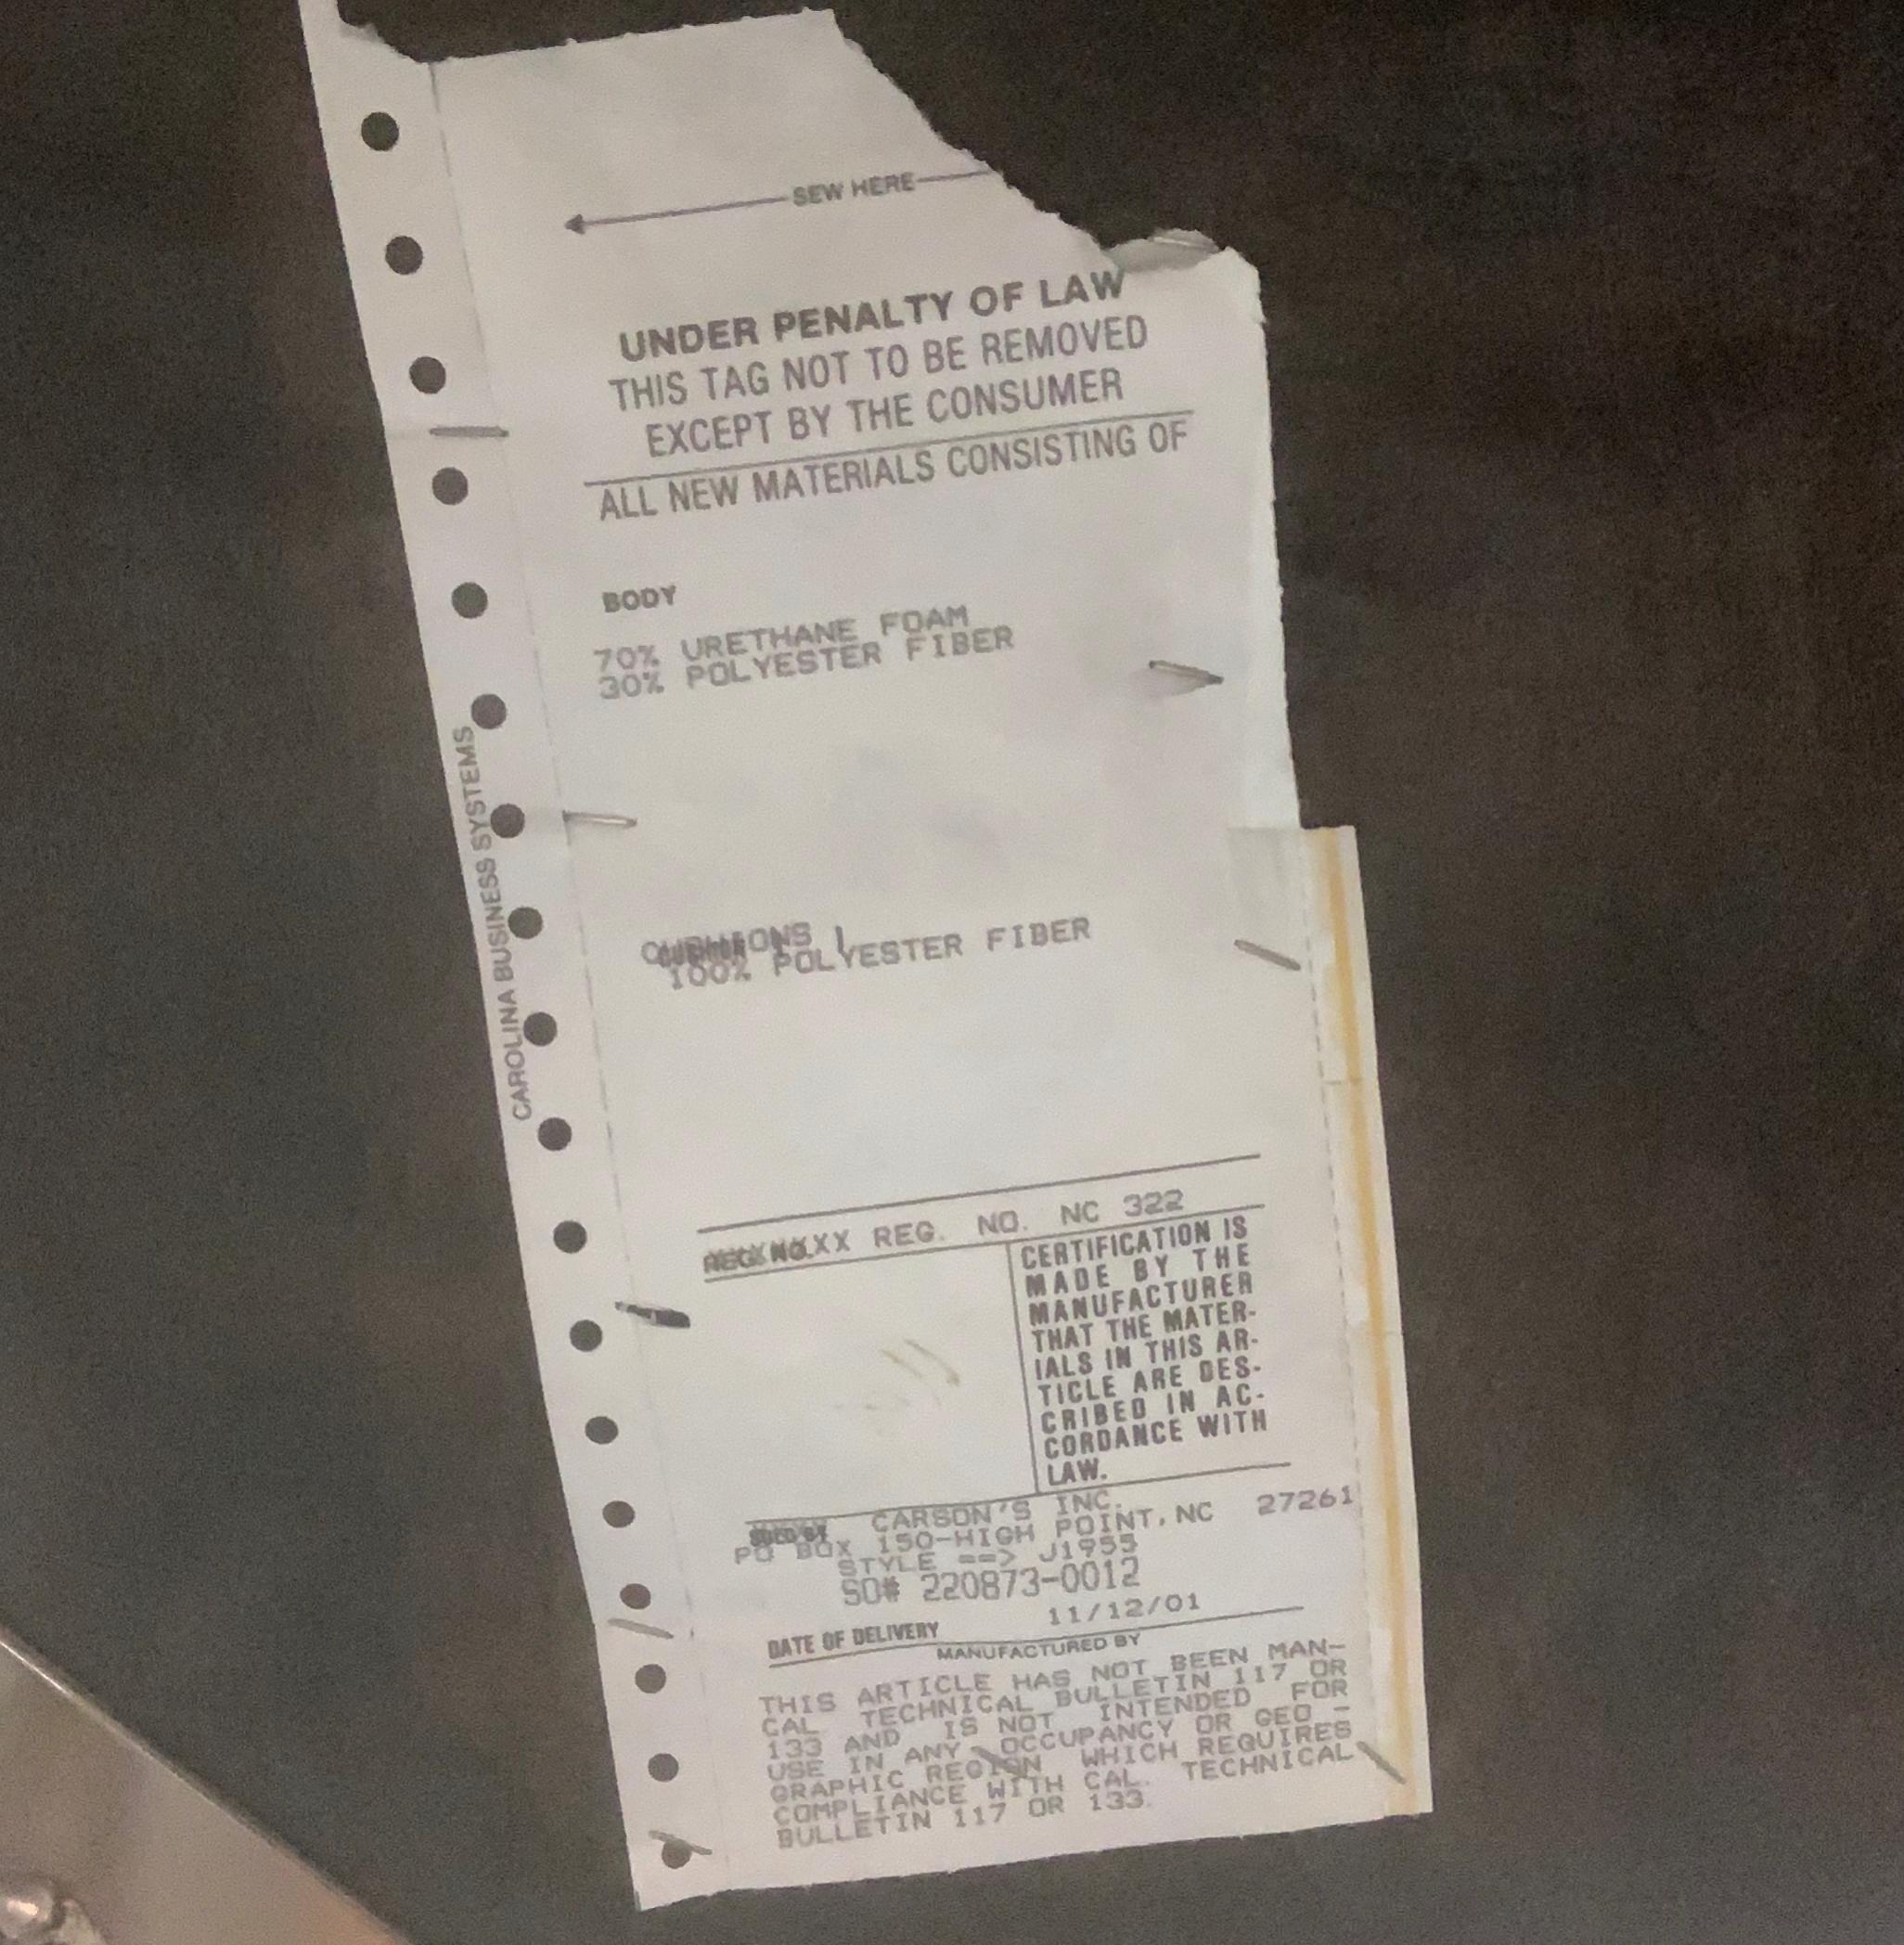 SEW HERE
UNDER PENALTY OF LAW
THIS TAG NOT TO BE REMOVED
EXCEPT BY THE CONSUMER
ALL NEW MATERIALS CONSISTING OF
BODY
70% URETHANE FOAM
30% POLYESTER FIBER
CAROLINA BUSINESS SYSTEMS
CUSHIONS
100% POLYESTER FIBER
REG. NO. XX REG. NO. NC 322
CERTIFICATION IS
MADE BY THE
MANUFACTURER
THAT THE MATER-
IALS IN THIS AR-
TICLE ARE DES-
CRIBED IN AC-
CORDANCE WITH
LAW.
SOLD BY CARSON'S INC.
PO BOX 150-HIGH POINT, NC 27261
STYLE ==> J1955
SO# 220873-0012
DATE OF DELIVERY 11/12/01
MANUFACTURED BY
THIS ARTICLE HAS NOT BEEN MAN-
CAL TECHNICAL BULLETIN 117 OR
133 AND IS NOT INTENDED FOR
USE IN ANY OCCUPANCY OR GEO -
GRAPHIC REGION WHICH REQUIRES
COMPLIANCE WITH CAL. TECHNICAL
BULLETIN 117 OR 133.